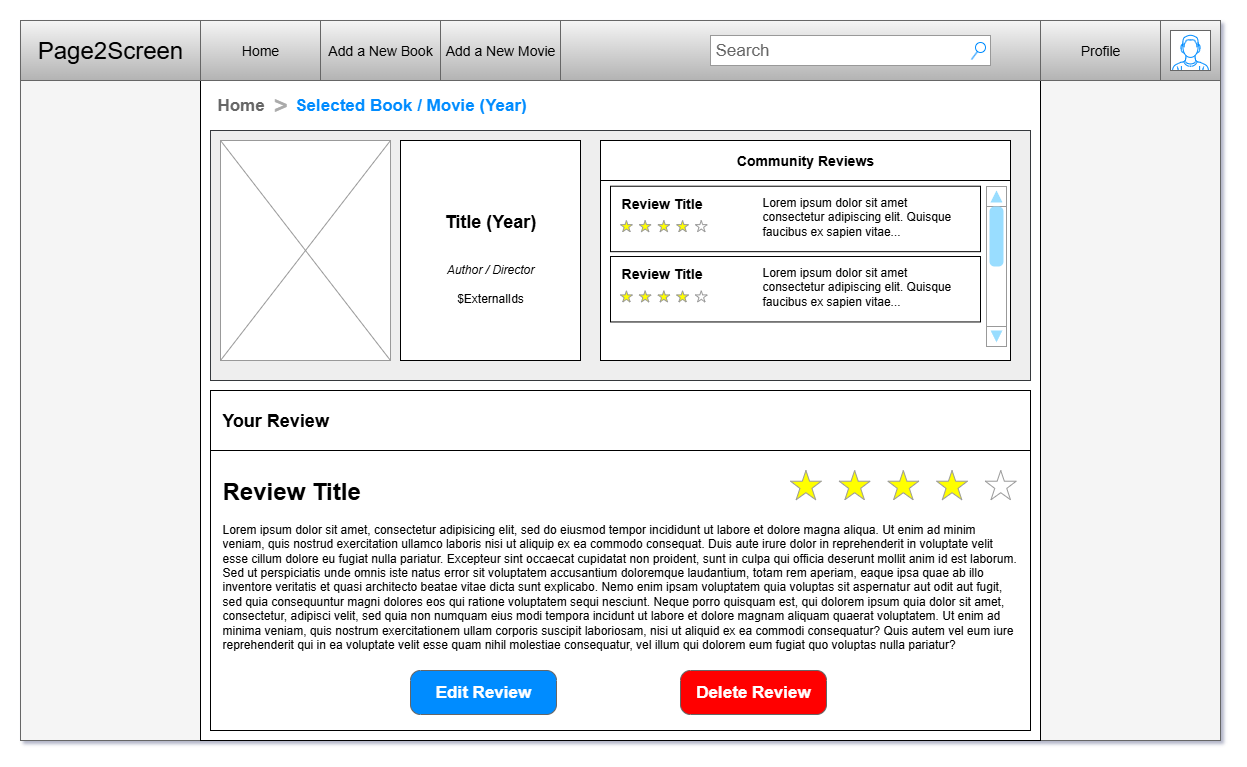 Page2Screen
Home
Add a New Book
Add a New Movie
Search
Profile
Home > Selected Book / Movie (Year)
Title (Year)
Author / Director
$ExternalIds
Community Reviews
Review Title
Lorem ipsum dolor sit amet
consectetur adipiscing elit. Quisque
faucibus ex sapien vitae...
Review Title
Lorem ipsum dolor sit amet
consectetur adipiscing elit. Quisque
faucibus ex sapien vitae...
Your Review
Review Title
Lorem ipsum dolor sit amet, consectetur adipisicing elit, sed do eiusmod tempor incididunt ut labore et dolore magna aliqua. Ut enim ad minim
veniam, quis nostrud exercitation ullamco laboris nisi ut aliquip ex ea commodo consequat. Duis aute irure dolor in reprehenderit in voluptate velit
esse cillum dolore eu fugiat nulla pariatur. Excepteur sint occaecat cupidatat non proident, sunt in culpa qui officia deserunt mollit anim id est laborum.
Sed ut perspiciatis unde omnis iste natus error sit voluptatem accusantium doloremque laudantium, totam rem aperiam, eaque ipsa quae ab illo
inventore veritatis et quasi architecto beatae vitae dicta sunt explicabo. Nemo enim ipsam voluptatem quia voluptas sit aspernatur aut odit aut fugit,
sed quia consequuntur magni dolores eos qui ratione voluptatem sequi nesciunt. Neque porro quisquam est, qui dolorem ipsum quia dolor sit amet,
consectetur, adipisci velit, sed quia non numquam eius modi tempora incidunt ut labore et dolore magnam aliquam quaerat voluptatem. Ut enim ad
minima veniam, quis nostrum exercitationem ullam corporis suscipit laboriosam, nisi ut aliquid ex ea commodi consequatur? Quis autem vel eum iure
reprehenderit qui in ea voluptate velit esse quam nihil molestiae consequatur, vel illum qui dolorem eum fugiat quo voluptas nulla pariatur?
Edit Review
Delete Review